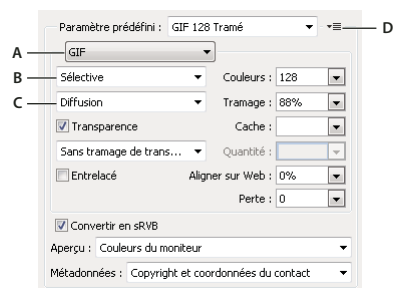 Paramètre prédéfini : GIF 128 Tramé D
A GIF
B Sélective Couleurs : 128
C Diffusion Tramage : 88%
Transparence Cache :
Sans tramage de trans... Quantité :
Entrelacé Aligner sur Web : 0%
Perte : 0
Convertir en sRVB
Aperçu : Couleurs du moniteur
Métadonnées : Copyright et coordonnées du contact